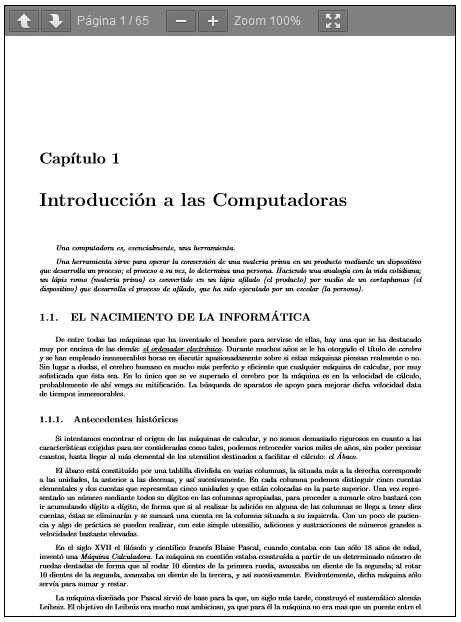 Página 1 / 65 Zoom 100%
Capítulo 1
Introducción a las Computadoras
Una computadora es, esencialmente, una herramienta.
Una herramienta sirve para operar la conversión de una materia prima en un producto mediante un dispositivo
que desarrolla un proceso; el proceso a su vez, lo determina una persona. Haciendo una analogía con la vida cotidiana;
un lápiz romo (materia prima) es convertido en un lápiz afilado (el producto) por medio de un cortaplumas (el
dispositivo) que desarrolla el proceso de afilado, que ha sido ejecutado por un escolar (la persona).
1.1. EL NACIMIENTO DE LA INFORMÁTICA
De entre todas las máquinas que ha inventado el hombre para servirse de ellas, hay una que se ha destacado
muy por encima de las demás: el ordenador electrónico. Durante muchos años se le ha otorgado el título de cerebro
y se han empleado innumerables horas en discutir apasionadamente sobre si estas máquinas piensan realmente o no.
Sin lugar a dudas, el cerebro humano es mucho más perfecto y eficiente que cualquier máquina de calcular, por muy
sofisticada que ésta sea. En lo único que se ve superado el cerebro por la máquina es en la velocidad de cálculo,
probablemente de ahí venga su mitificación. La búsqueda de aparatos de apoyo para mejorar dicha velocidad data
de tiempos inmemorables.
1.1.1. Antecedentes históricos
Si intentamos encontrar el origen de las máquinas de calcular, y no somos demasiado rigurosos en cuanto a las
características exigidas para ser consideradas como tales, podemos retroceder varios miles de años, sin poder precisar
cuantos, hasta llegar al más elemental de los utensilios destinados a facilitar el cálculo: el Ábaco.
El ábaco está constituído por una tablilla dividida en varias columnas, la situada más a la derecha corresponde
a las unidades, la anterior a las decenas, y así sucesivamente. En cada columna podemos distinguir cinco cuentas
elementales y dos cuentas que representan cinco unidades y que están colocadas en la parte superior. Una vez repre-
sentado un número mediante todos su dígitos en las columnas apropiadas, para proceder a sumarle otro bastará con
ir acumulando dígito a dígito, de forma que si al realizar la adición en alguna de las columnas se llega a tener diez
cuentas, éstas se eliminarán y se sumará una cuenta en la columna situada a su izquierda. Con un poco de pacien-
cia y algo de práctica se pueden realizar, con este simple utensilio, adiciones y sustracciones de números grandes a
velocidades bastante elevadas.
En el siglo XVII el filósofo y científico francés Blaise Pascal, cuando contaba con tan sólo 18 años de edad,
inventó una Máquina Calculadora. La máquina en cuestión estaba construída a partir de un determinado número de
ruedas dentadas de forma que al rodar 10 dientes de la primera rueda, avanzaba un diente de la segunda; al rotar
10 dientes de la segunda, avanzaba un diente de la tercera, y así sucesivamente. Evidentemente, dicha máquina sólo
servía para sumar y restar.
La máquina diseñada por Pascal sirvió de base para la que, un siglo más tarde, construyó el matemático alemán
Leibniz. El objetivo de Leibniz era mucho mas ambicioso, ya que para él la máquina no era mas que un puente entre el